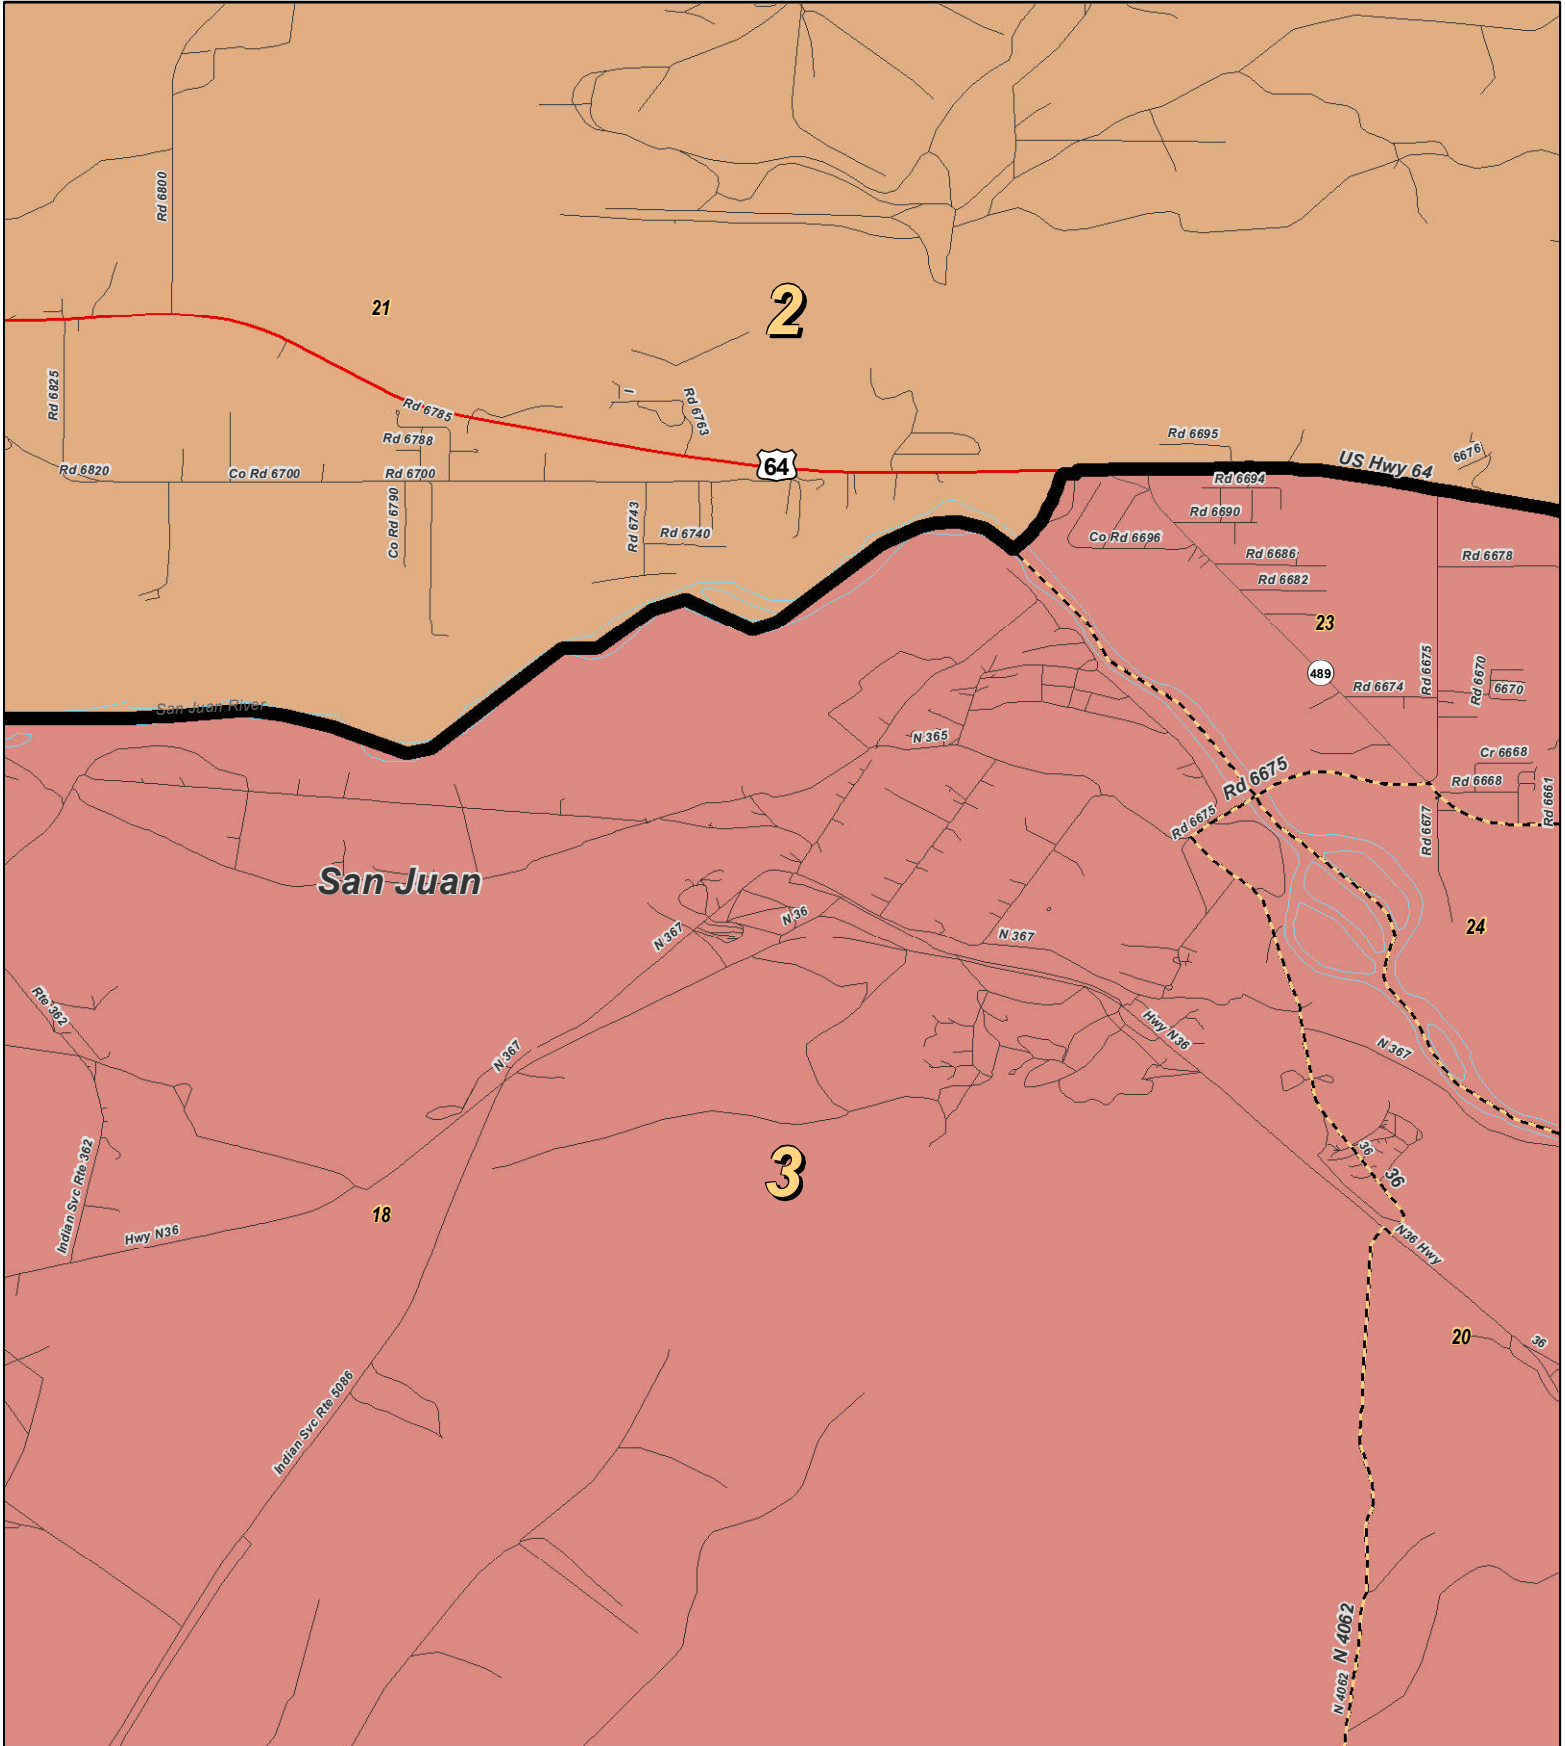 Rd 6800
21
2
Rd 6825
Rd 6785
Rd 6763
Rd 6788
Rd 6695
6676
US Hwy 64
64
Rd 6820
Co Rd 6700
Rd 6700
Rd 6694
Co Rd 6790
Rd 6743
Rd 6740
Rd 6690
Co Rd 6696
Rd 6686
Rd 6678
Rd 6682
23
489
Rd 6675
Rd 6670
Rd 6674
6670
San Juan River
N 365
Cr 6668
Rd 6675
Rd 6668
Rd 6661
Rd 6675
Rd 6677
San Juan
N 36
N 367
N 367
24
Rte 362
Hwy N36
N 367
N 367
Indian Svc Rte 362
36
36
3
18
Hwy N36
N36 Hwy
20
36
Indian Svc Rte 5086
N 4062
N 4062